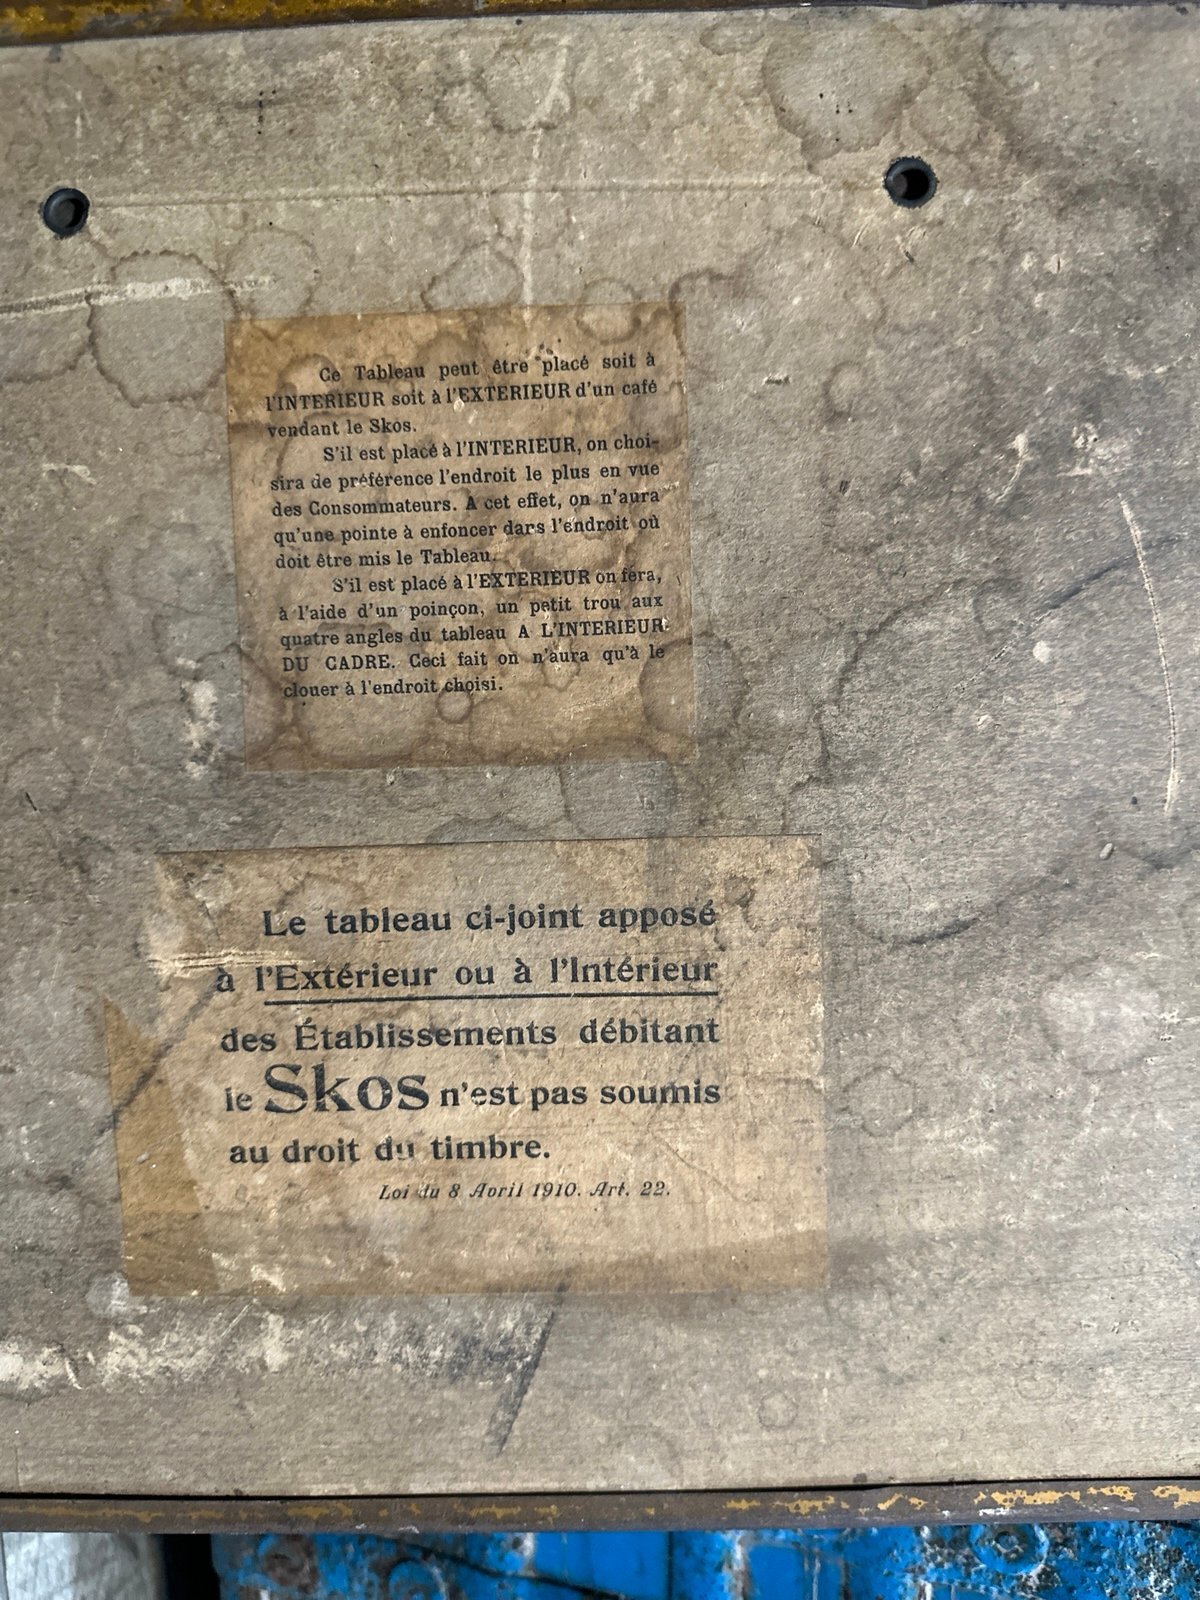 Ce Tableau peut être placé soit à
l'INTERIEUR soit à l'EXTERIEUR d'un café
vendant le Skos.
S'il est placé à l'INTERIEUR, on choi-
sira de préférence l'endroit le plus en vue
des Consommateurs. A cet effet, on n'aura
qu'une pointe à enfoncer dars l'endroit où
doit être mis le Tableau.
S'il est placé à l'EXTERIEUR on fera,
à l'aide d'un poinçon, un petit trou aux
quatre angles du tableau A L'INTERIEUR
DU CADRE. Ceci fait on n'aura qu'à le
clouer à l'endroit choisi.
Le tableau ci-joint apposé
à l'Extérieur ou à l'Intérieur
des Établissements débitant
le Skos n'est pas soumis
au droit du timbre.
Loi du 8 Avril 1910. Art. 22.